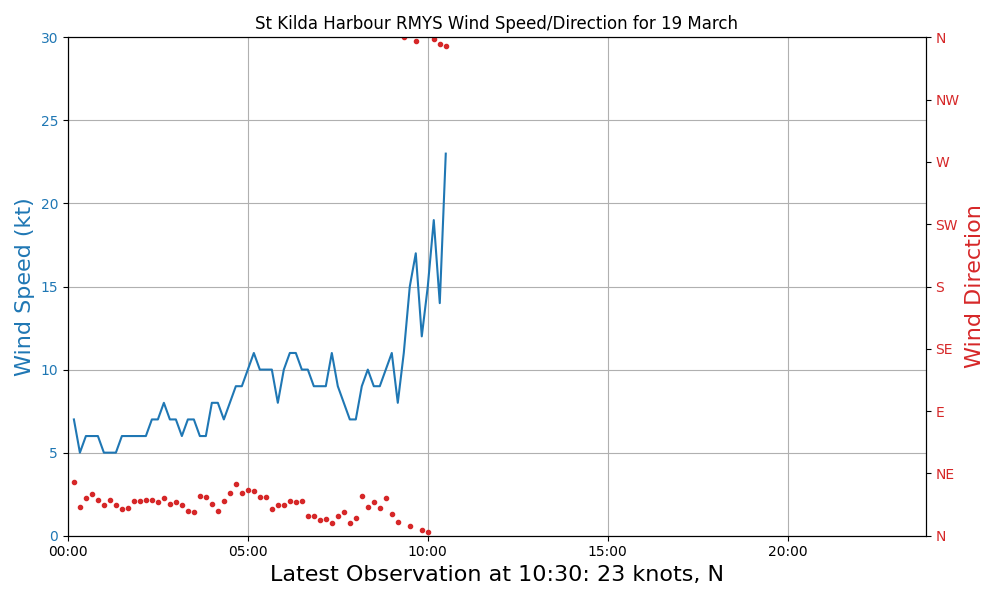 St Kilda Harbour RMYS Wind Speed/Direction for 19 March
30
25
20
15
10
5
0
Wind Speed (kt)
N
NW
W
SW
S
SE
E
NE
N
Wind Direction
00:00
05:00
10:00
15:00
20:00
Latest Observation at 10:30: 23 knots, N